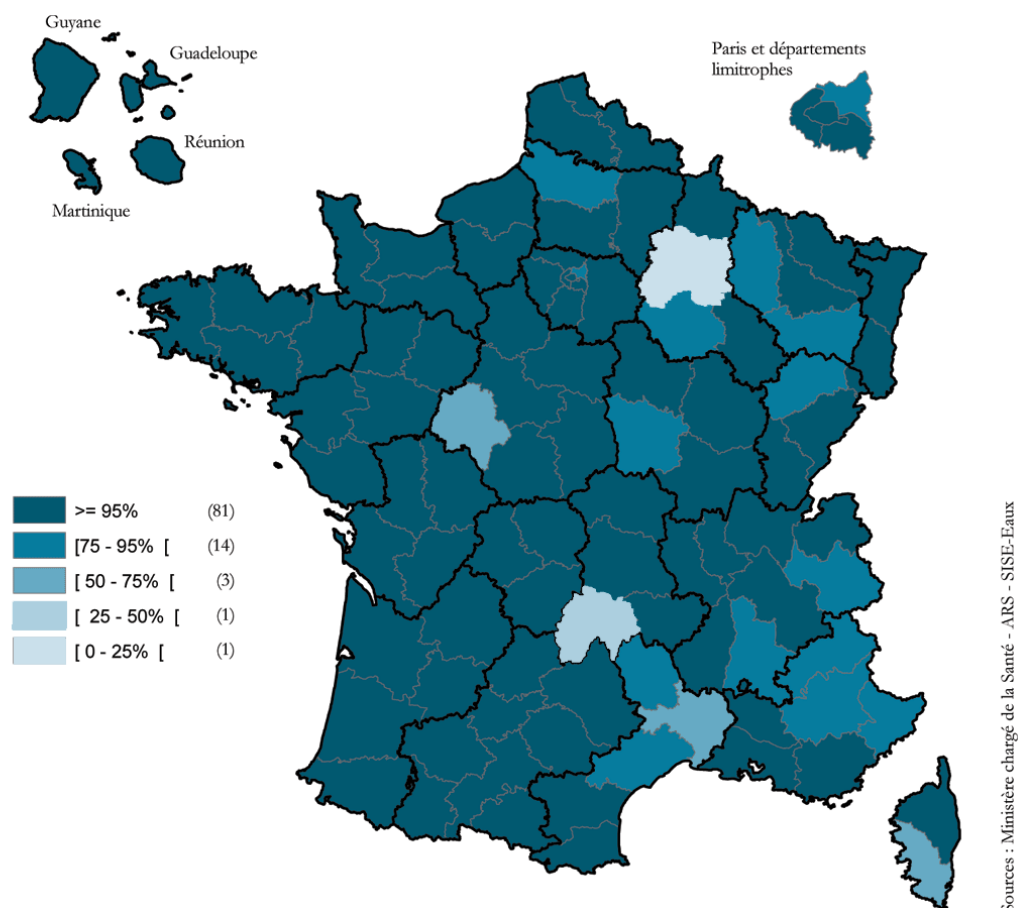 Guyane
Guadeloupe
Réunion
Martinique
Paris et départements
limitrophes
>= 95% (81)
[75 - 95% [ (14)
[ 50 - 75% [ (3)
[ 25 - 50% [ (1)
[ 0 - 25% [ (1)
Sources : Ministère chargé de la Santé - ARS - SISE-Eaux